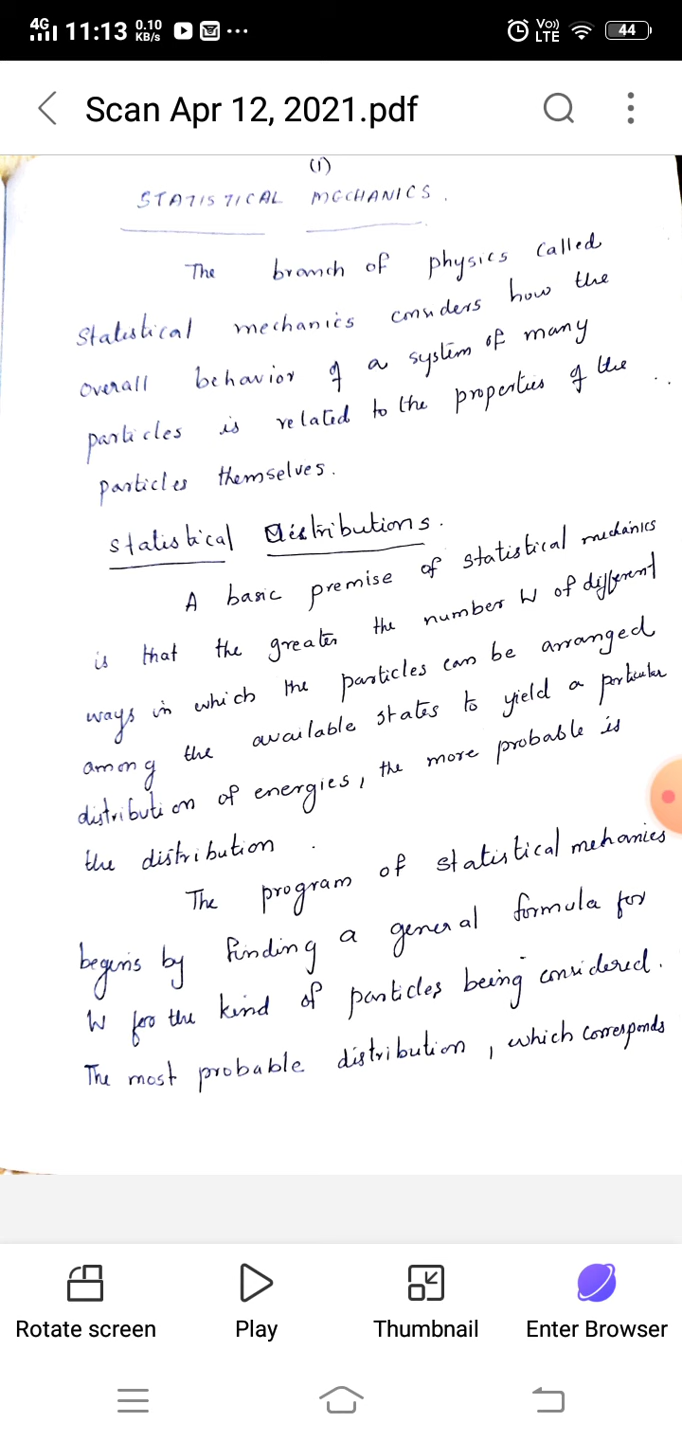 4G 11:13 0.10 KB/s ... Vo)) LTE 44
Scan Apr 12, 2021.pdf
(1)
STATISTICAL MECHANICS.
The branch of physics called
Statistical mechanics considers how the
overall behavior of a system of many
particles is related to the properties of the
particles themselves.
statistical Distributions.
A basic premise of statistical mechanics
is that the greater the number W of different
ways in which the particles can be arranged
among the available states to yield a particular
distribution of energies, the more probable is
the distribution.
The program of statistical mehanics
begins by finding a general formula for
W for the kind of particles being considered.
The most probable distribution, which corresponds
Rotate screen Play Thumbnail Enter Browser